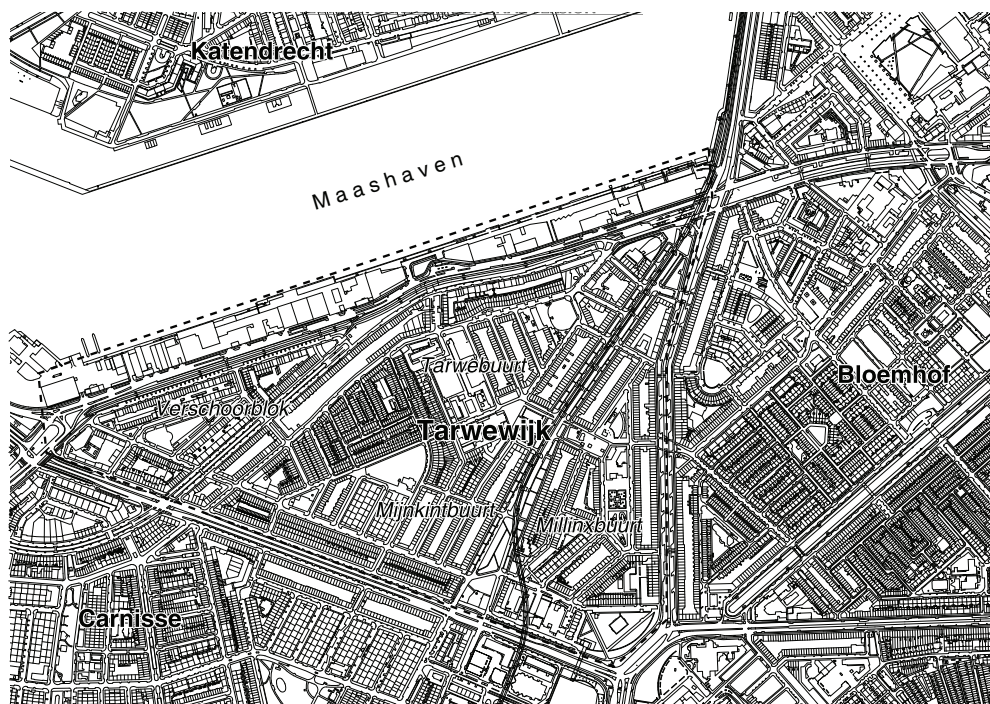 Katendrecht
Maashaven
Tarwebuurt
Bloemhof
Verschoorblok
Tarwewijk
Mijnkintbuurt
Millinxbuurt
Carnisse